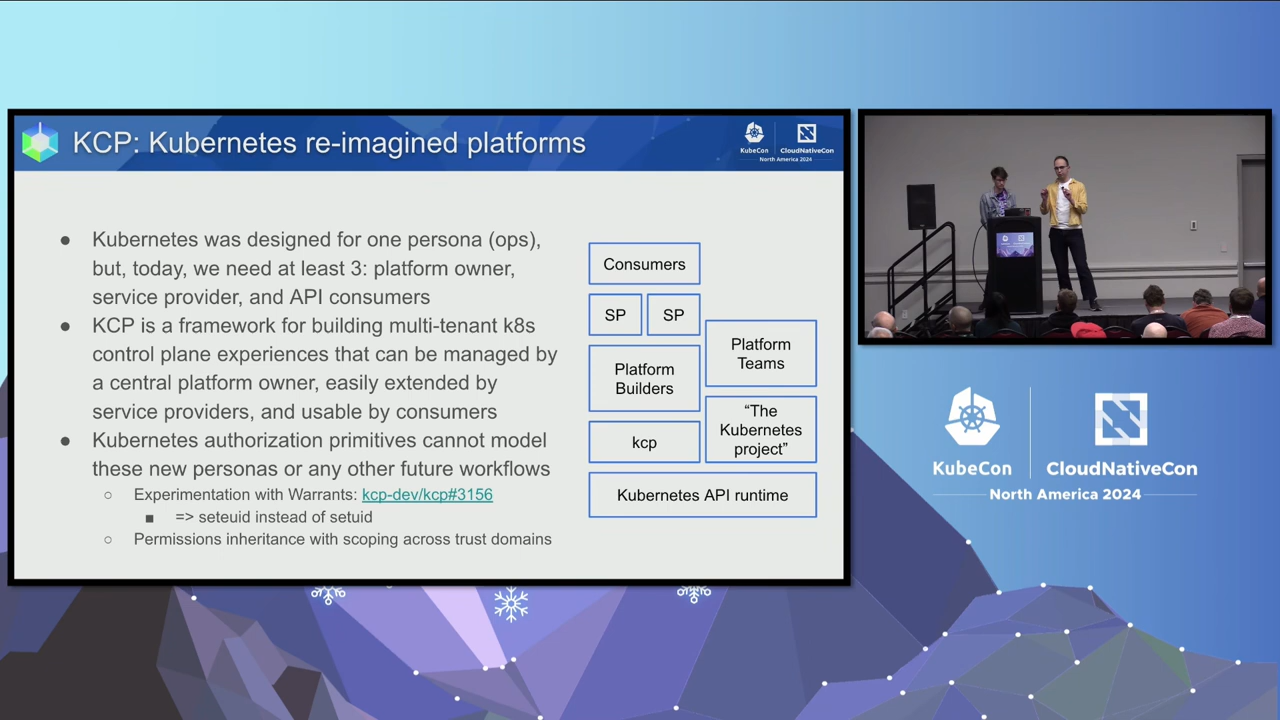 KCP: Kubernetes re-imagined platforms
KubeCon
CloudNativeCon
North America 2024
● Kubernetes was designed for one persona (ops),
but, today, we need at least 3: platform owner,
service provider, and API consumers
● KCP is a framework for building multi-tenant k8s
control plane experiences that can be managed by
a central platform owner, easily extended by
service providers, and usable by consumers
● Kubernetes authorization primitives cannot model
these new personas or any other future workflows
○ Experimentation with Warrants: kcp-dev/kcp#3156
■ => seteuid instead of setuid
○ Permissions inheritance with scoping across trust domains
Consumers
SP
SP
Platform
Builders
Platform
Teams
kcp
“The
Kubernetes
project”
Kubernetes API runtime
KubeCon
CloudNativeCon
North America 2024